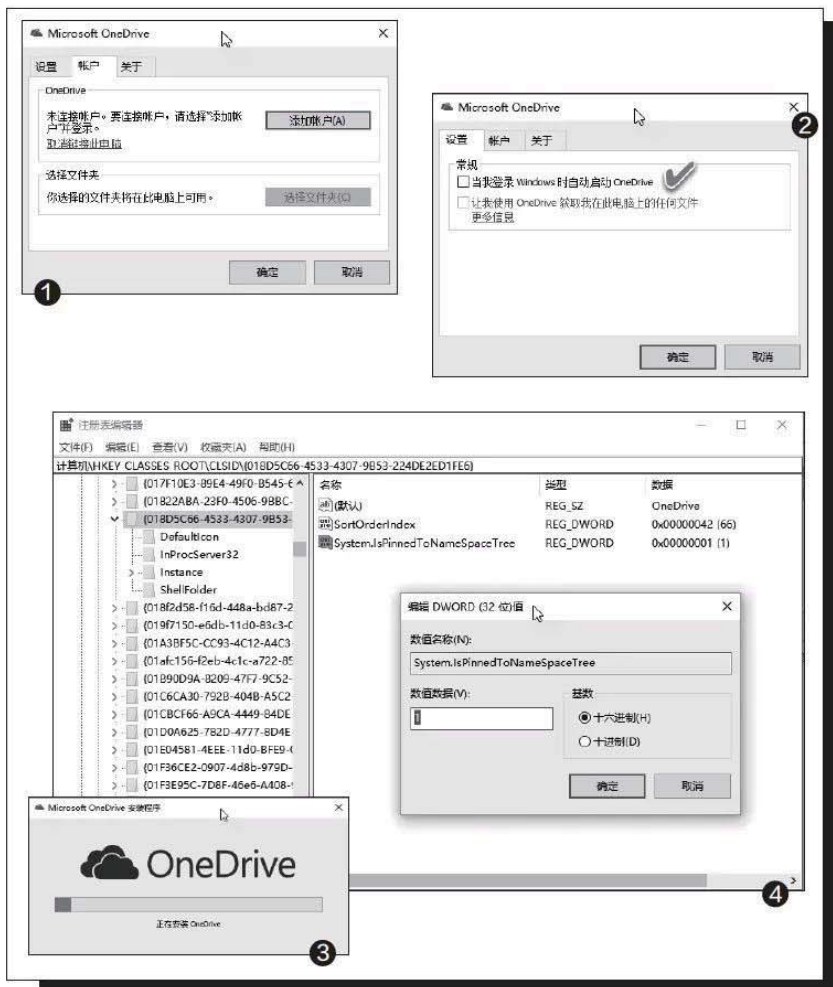 Microsoft OneDrive
设置 帐户 关于
OneDrive
未连接帐户。要连接帐户，请选择“添加帐
户”并登录。
添加帐户(A)
取消链接此电脑
选择文件夹
你选择的文件夹将在此电脑上可用。
选择文件夹(C)
确定 取消
1
Microsoft OneDrive
2
设置 帐户 关于
常规
当我登录 Windows 时自动启动 OneDrive
让我使用 OneDrive 获取我在此电脑上的任何文件
更多信息
确定 取消
注册表编辑器
文件(F) 编辑(E) 查看(V) 收藏夹(A) 帮助(H)
计算机\HKEY_CLASSES_ROOT\CLSID\{018D5C66-4533-4307-9B53-224DE2ED1FE6}
{017F10E3-89E4-49F0-B545-6
{01822ABA-23F0-4506-9BBC-
{018D5C66-4533-4307-9B53-
DefaultIcon
InProcServer32
Instance
ShellFolder
{018f2d58-f16d-448a-bd87-2
{019f7150-e6db-11d0-83c3-0
{01A3BF5C-CC93-4C12-A4C3
{01afc156-f2eb-4c1c-a722-85
{01B90D9A-8209-47F7-9C52-
{01C6CA30-792B-404B-A5C2
{01CBCF66-A9CA-4449-84DE
{01D0A625-782D-4777-8D4E
{01E04581-4EEE-11d0-BFE9-0
{01F36CE2-0907-4d8b-979D-
{01F3E95C-7D8F-46e6-A408-
名称 类型 数据
(默认) REG_SZ OneDrive
SortOrderIndex REG_DWORD 0x00000042 (66)
System.IsPinnedToNameSpaceTree REG_DWORD 0x00000001 (1)
编辑 DWORD (32 位)值
数值名称(N):
System.IsPinnedToNameSpaceTree
数值数据(V):
1
基数
十六进制(H)
十进制(D)
确定 取消
4
Microsoft OneDrive 安装程序
OneDrive
正在安装 OneDrive
3